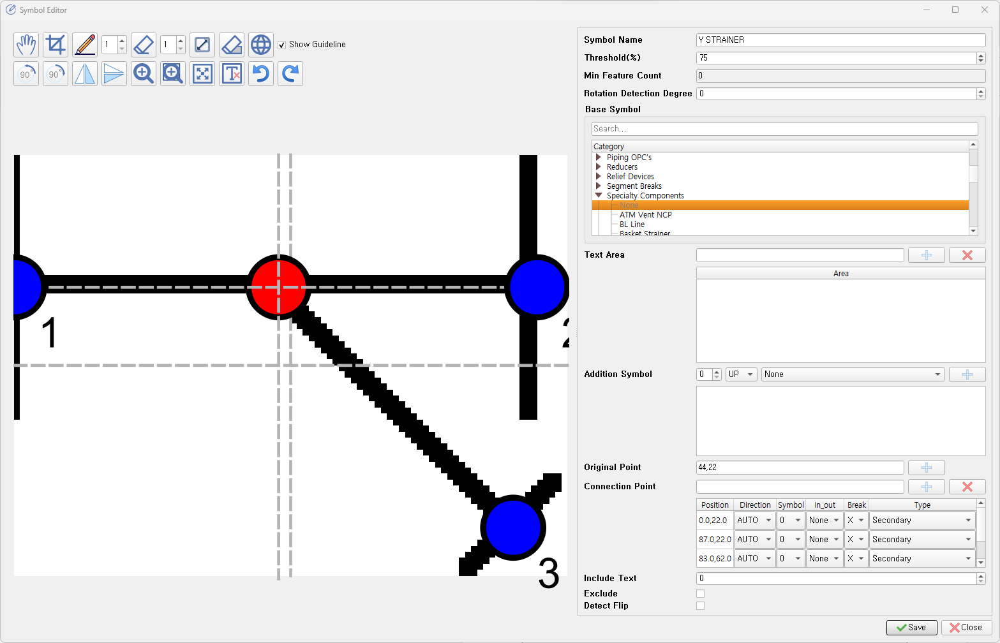 Symbol Editor
1
1
Show Guideline
90°
90°
1
2
3
Symbol Name
Y STRAINER
Threshold(%)
75
Min Feature Count
0
Rotation Detection Degree
0
Base Symbol
Search...
Category
Piping OPC's
Reducers
Relief Devices
Segment Breaks
Specialty Components
None
ATM Vent NCP
BL Line
Basket Strainer
Text Area
Area
Addition Symbol
0
UP
None
Original Point
44,22
Connection Point
Position Direction Symbol In_out Break Type
0.0,22.0 AUTO 0 None X Secondary
87.0,22.0 AUTO 0 None X Secondary
83.0,62.0 AUTO 0 None X Secondary
Include Text
0
Exclude
Detect Flip
Save
Close